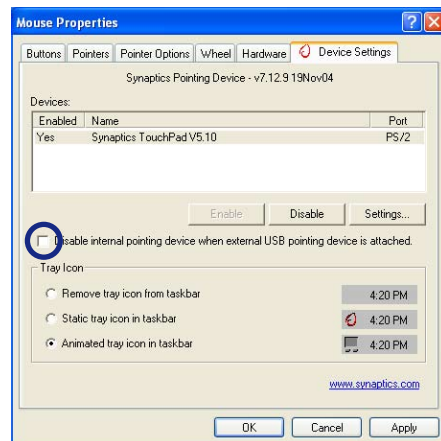 Mouse Properties
Buttons Pointers Pointer Options Wheel Hardware Device Settings
Synaptics Pointing Device - v7.12.9 19Nov04
Devices:
Enabled Name Port
Yes Synaptics TouchPad V5.10 PS/2
Enable Disable Settings...
Disable internal pointing device when external USB pointing device is attached.
Tray Icon
Remove tray icon from taskbar 4:20 PM
Static tray icon in taskbar 4:20 PM
Animated tray icon in taskbar 4:20 PM
www.synaptics.com
OK Cancel Apply